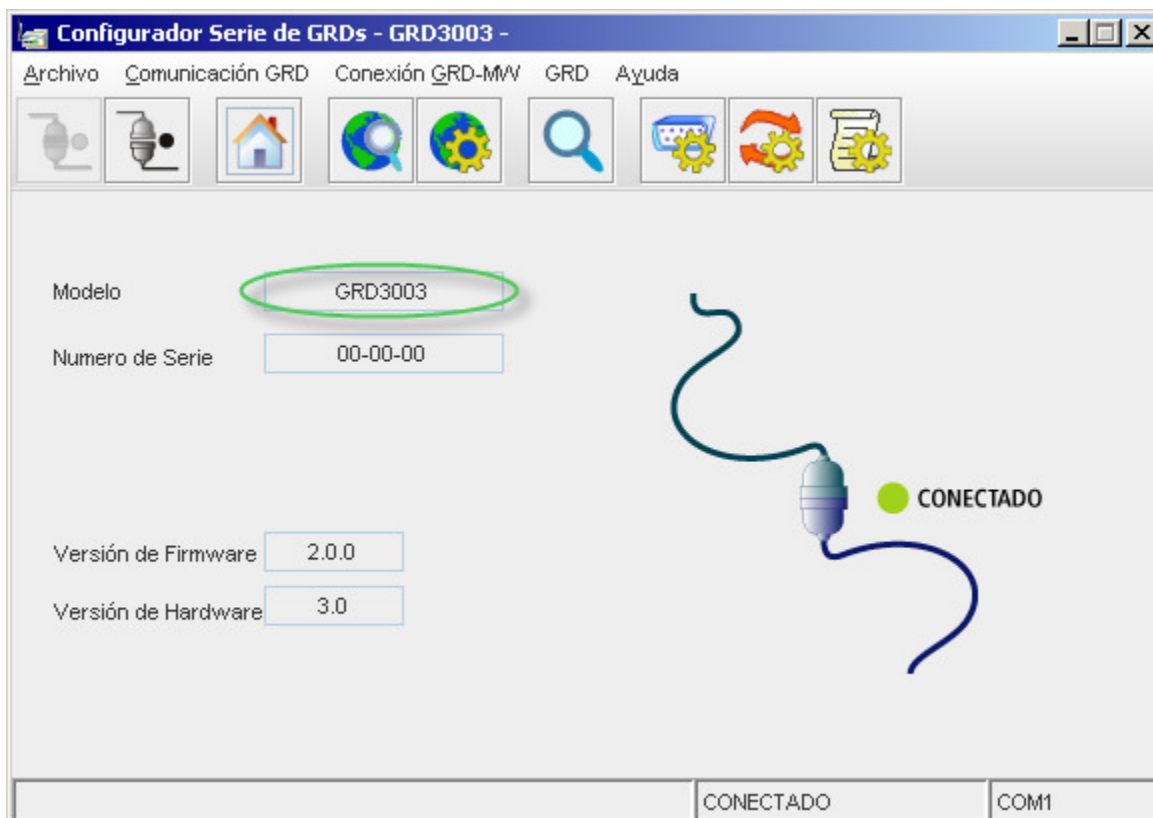 Configurador Serie de GRDs - GRD3003 -
Archivo Comunicación GRD Conexión GRD-MW GRD Ayuda
Modelo GRD3003
Numero de Serie 00-00-00
CONECTADO
Versión de Firmware 2.0.0
Versión de Hardware 3.0
CONECTADO COM1